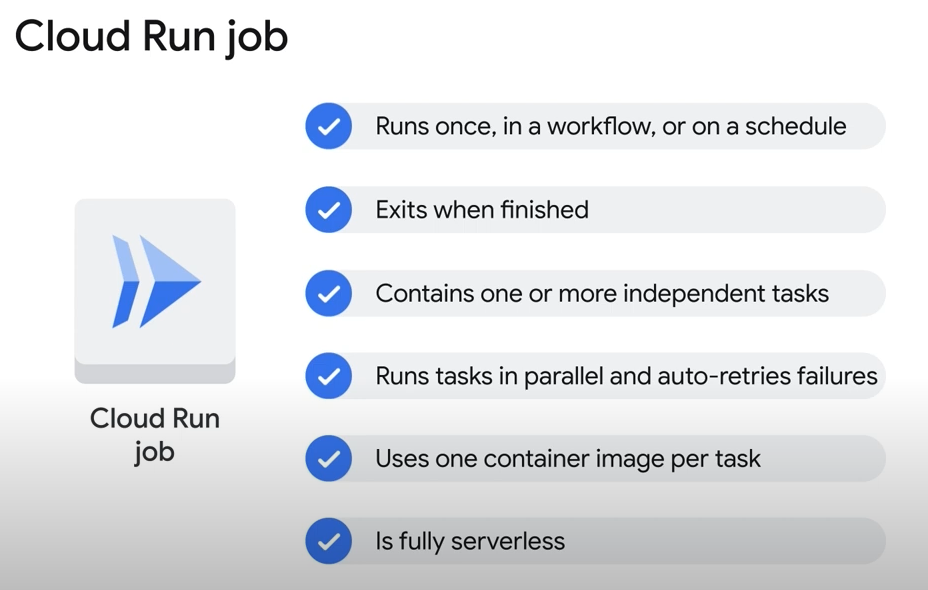 Cloud Run job
Runs once, in a workflow, or on a schedule
Exits when finished
Contains one or more independent tasks
Runs tasks in parallel and auto-retries failures
Uses one container image per task
Is fully serverless
Cloud Run
job